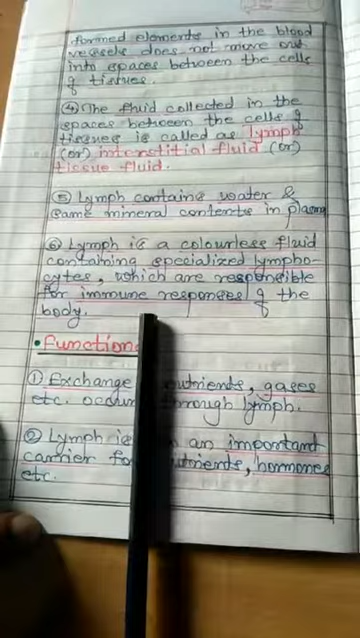 formed elements in the blood
vessels does not move out
into spaces between the cells
of tissues.
④ The fluid collected in the
spaces between the cells of
tissues is called as lymph
(or) interstitial fluid (or)
tissue fluid.
⑤ Lymph contains water &
same mineral contents in plasma
⑥ Lymph is a colourless fluid
containing specialized lympho-
cytes, which are responsible
for immune responses of the
body.
• Function
① Exchange nutrients, gases
etc. occurs through lymph.
② Lymph is an important
carrier for nutrients, hormones
etc.